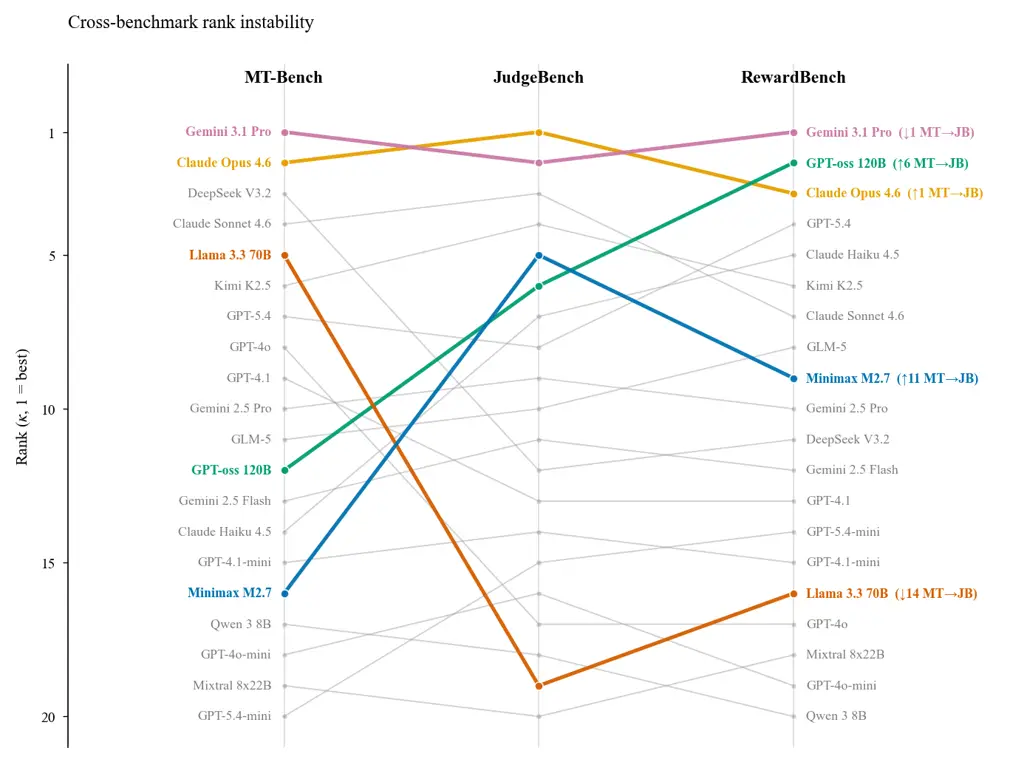 Cross-benchmark rank instability
MT-Bench
JudgeBench
RewardBench
Rank (κ, 1 = best)
1
5
10
15
20
Gemini 3.1 Pro
Claude Opus 4.6
DeepSeek V3.2
Claude Sonnet 4.6
Llama 3.3 70B
Kimi K2.5
GPT-5.4
GPT-4o
GPT-4.1
Gemini 2.5 Pro
GLM-5
GPT-oss 120B
Gemini 2.5 Flash
Claude Haiku 4.5
GPT-4.1-mini
Minimax M2.7
Qwen 3 8B
GPT-4o-mini
Mixtral 8x22B
GPT-5.4-mini
Gemini 3.1 Pro (↓1 MT→JB)
GPT-oss 120B (↑6 MT→JB)
Claude Opus 4.6 (↑1 MT→JB)
GPT-5.4
Claude Haiku 4.5
Kimi K2.5
Claude Sonnet 4.6
GLM-5
Minimax M2.7 (↑11 MT→JB)
Gemini 2.5 Pro
DeepSeek V3.2
Gemini 2.5 Flash
GPT-4.1
GPT-5.4-mini
GPT-4.1-mini
Llama 3.3 70B (↓14 MT→JB)
GPT-4o
Mixtral 8x22B
GPT-4o-mini
Qwen 3 8B